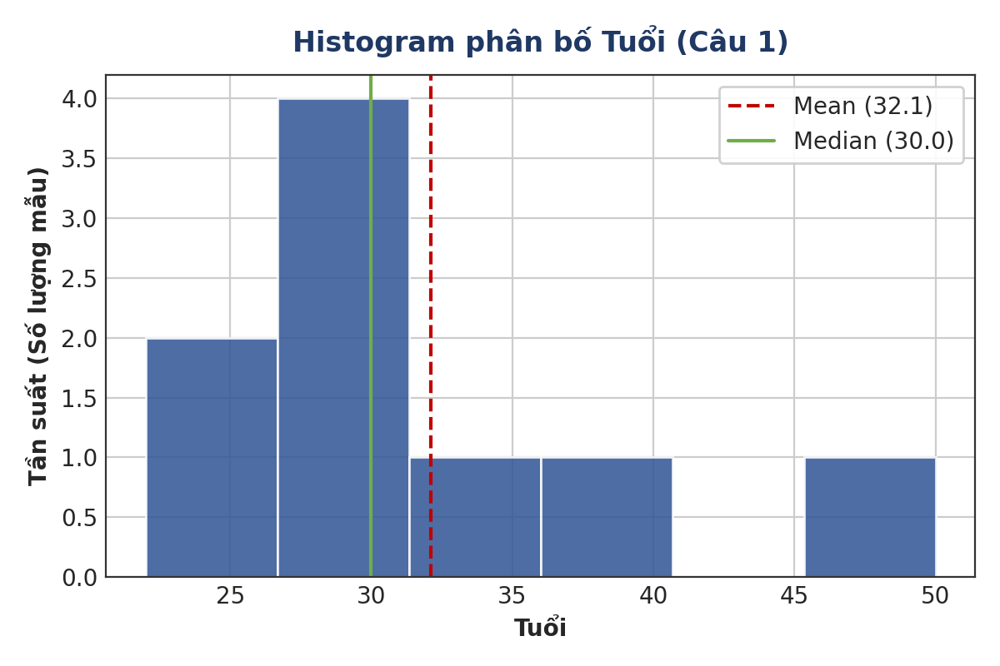 Histogram phân bố Tuổi (Câu 1)
Mean (32.1)
Median (30.0)
Tần suất (Số lượng mẫu)
4.0
3.5
3.0
2.5
2.0
1.5
1.0
0.5
0.0
25 30 35 40 45 50
Tuổi